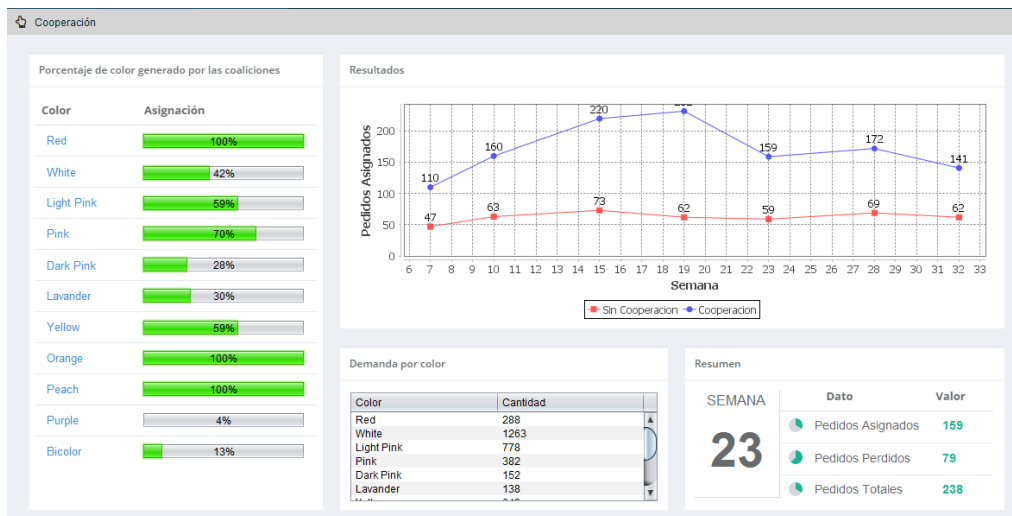 Cooperación
Porcentaje de color generado por las coaliciones
Color Asignación
Red 100%
White 42%
Light Pink 59%
Pink 70%
Dark Pink 28%
Lavander 30%
Yellow 59%
Orange 100%
Peach 100%
Purple 4%
Bicolor 13%
Resultados
Pedidos Asignados
200
150
100
50
0
110 160 220 159 172 141
47 63 73 62 59 69 62
6 7 8 9 10 11 12 13 14 15 16 17 18 19 20 21 22 23 24 25 26 27 28 29 30 31 32 33
Semana
Sin Cooperacion Cooperacion
Demanda por color
Color Cantidad
Red 288
White 1263
Light Pink 778
Pink 382
Dark Pink 152
Lavander 138
Resumen
SEMANA
23
Dato Valor
Pedidos Asignados 159
Pedidos Perdidos 79
Pedidos Totales 238